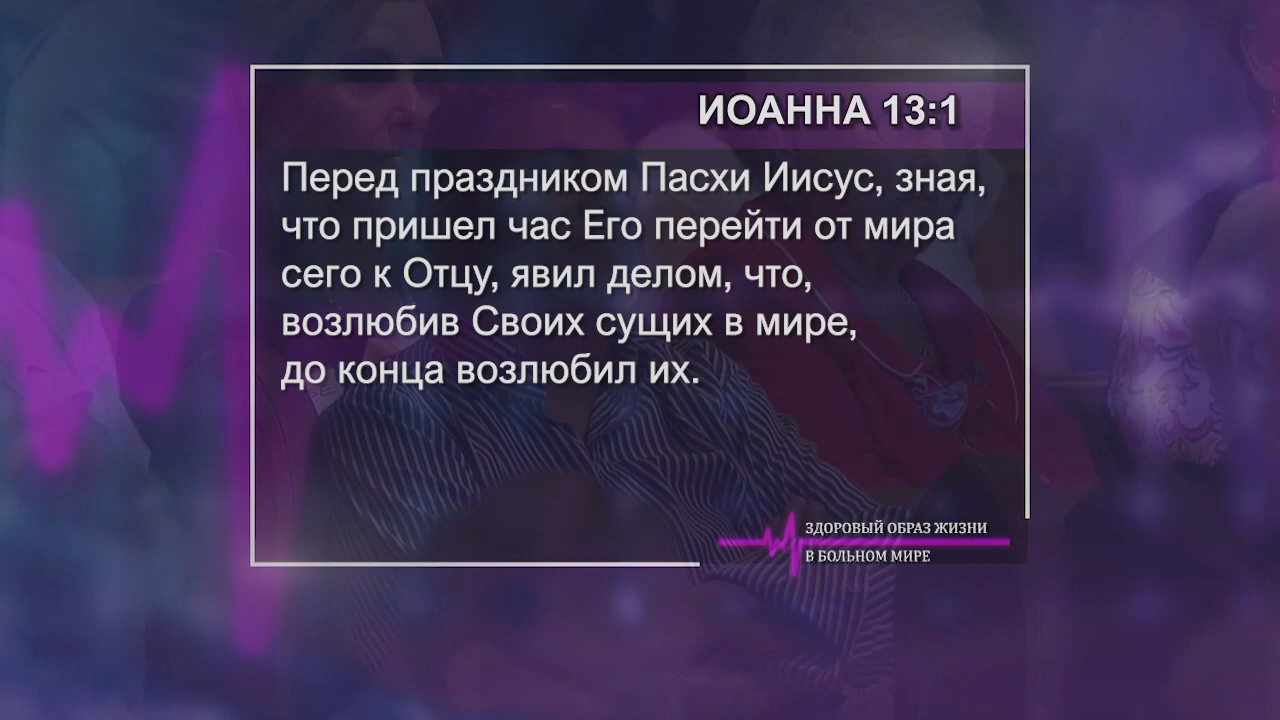 ИОАННА 13:1
Перед праздником Пасхи Иисус, зная,
что пришел час Его перейти от мира
сего к Отцу, явил делом, что,
возлюбив Своих сущих в мире,
до конца возлюбил их.
ЗДОРОВЫЙ ОБРАЗ ЖИЗНИ
В БОЛЬНОМ МИРЕ